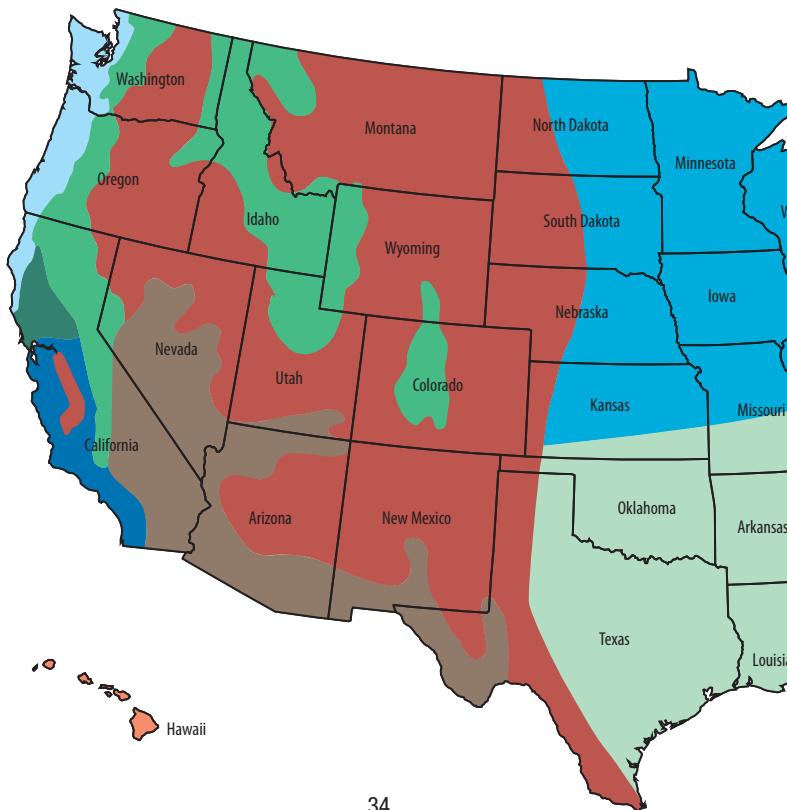 Washington
Montana
North Dakota
Minnesota
Oregon
Idaho
South Dakota
Wyoming
Nebraska
Iowa
Nevada
Utah
Colorado
Kansas
Missouri
California
Arizona
New Mexico
Oklahoma
Arkansas
Texas
Louisi
Hawaii
34